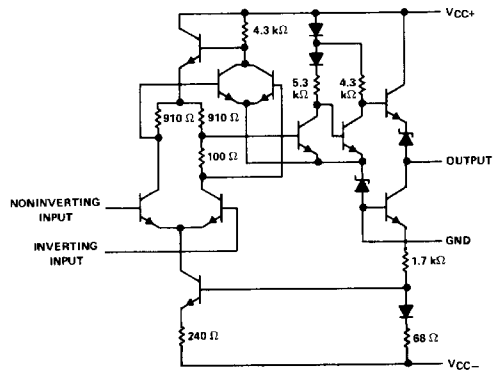 VCC+
4.3 kΩ
5.3
kΩ
4.3
kΩ
910 Ω
910 Ω
100 Ω
OUTPUT
NONINVERTING
INPUT
INVERTING
INPUT
GND
1.7 kΩ
240 Ω
68 Ω
VCC−